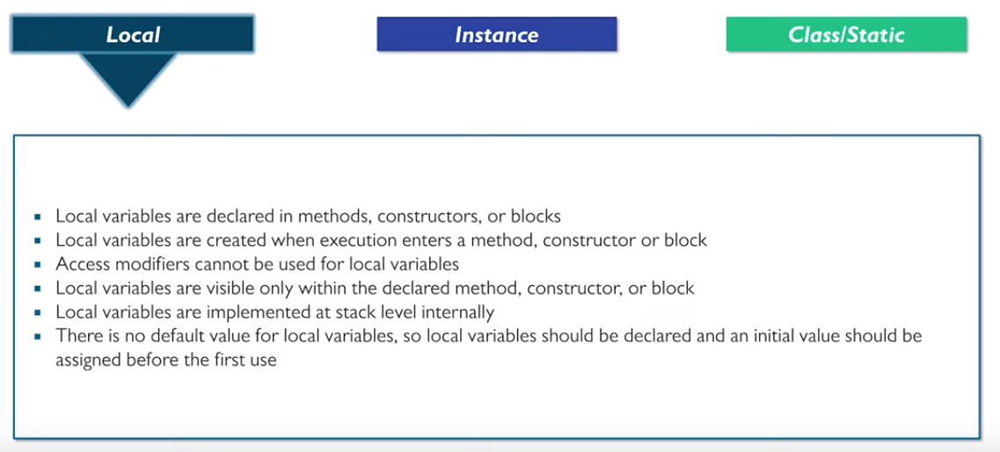 Local
Instance
Class/Static
Local variables are declared in methods, constructors, or blocks
Local variables are created when execution enters a method, constructor or block
Access modifiers cannot be used for local variables
Local variables are visible only within the declared method, constructor, or block
Local variables are implemented at stack level internally
There is no default value for local variables, so local variables should be declared and an initial value should be
assigned before the first use